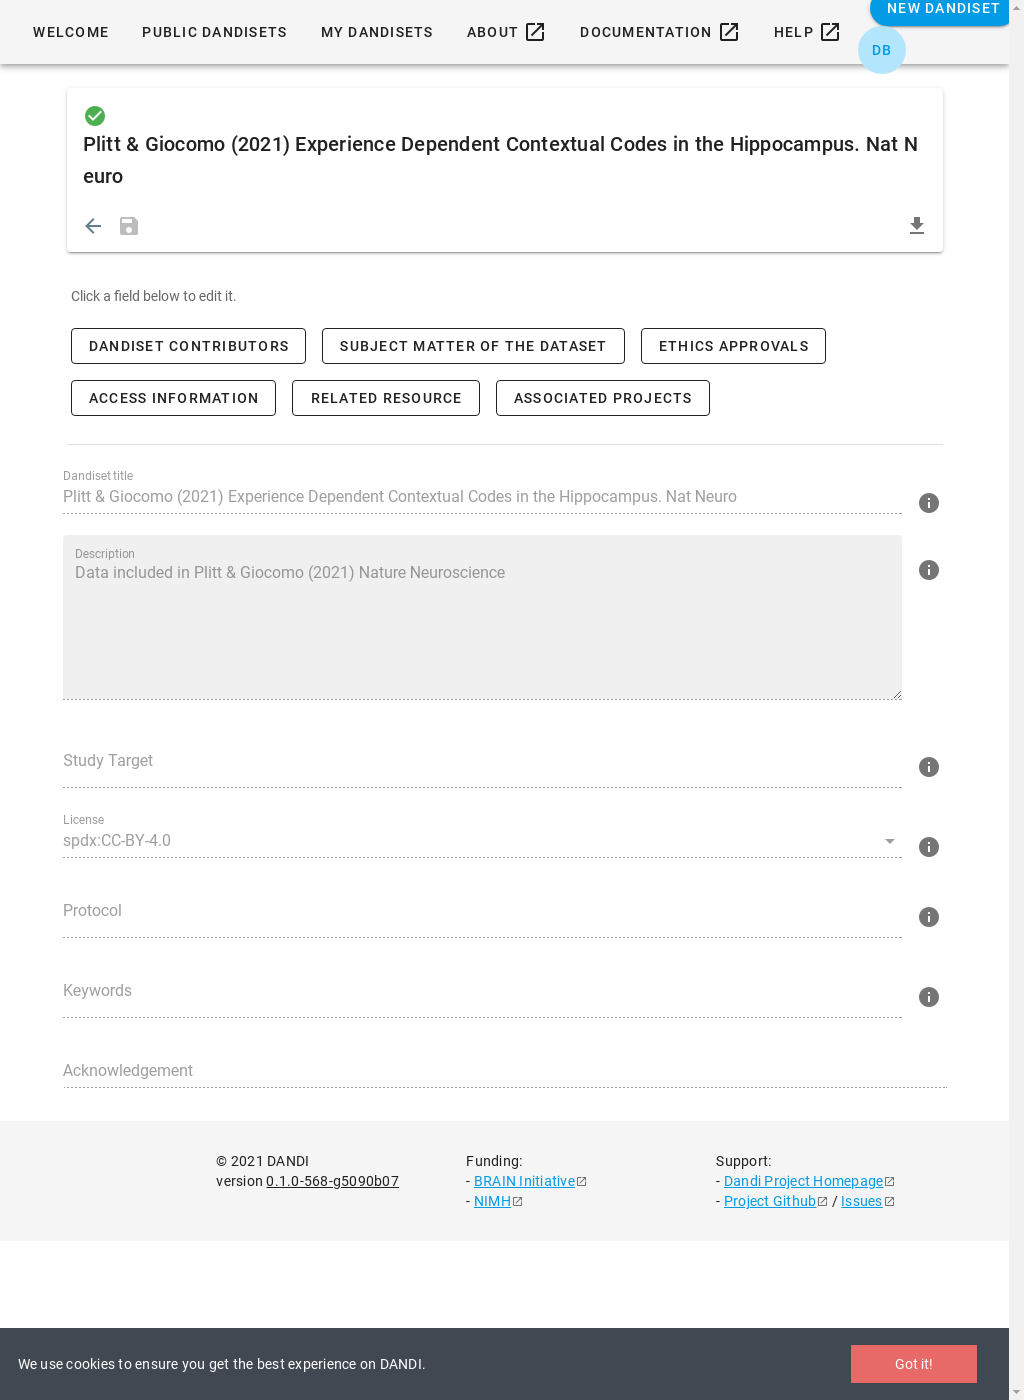 WELCOME PUBLIC DANDISETS MY DANDISETS ABOUT DOCUMENTATION HELP NEW DANDISET
DB
Plitt & Giocomo (2021) Experience Dependent Contextual Codes in the Hippocampus. Nat N
euro
Click a field below to edit it.
DANDISET CONTRIBUTORS SUBJECT MATTER OF THE DATASET ETHICS APPROVALS
ACCESS INFORMATION RELATED RESOURCE ASSOCIATED PROJECTS
Dandiset title
Plitt & Giocomo (2021) Experience Dependent Contextual Codes in the Hippocampus. Nat Neuro
Description
Data included in Plitt & Giocomo (2021) Nature Neuroscience
Study Target
License
spdx:CC-BY-4.0
Protocol
Keywords
Acknowledgement
© 2021 DANDI Funding: Support:
version 0.1.0-568-g5090b07 - BRAIN Initiative - Dandi Project Homepage
- NIMH - Project Github / Issues
We use cookies to ensure you get the best experience on DANDI. Got it!